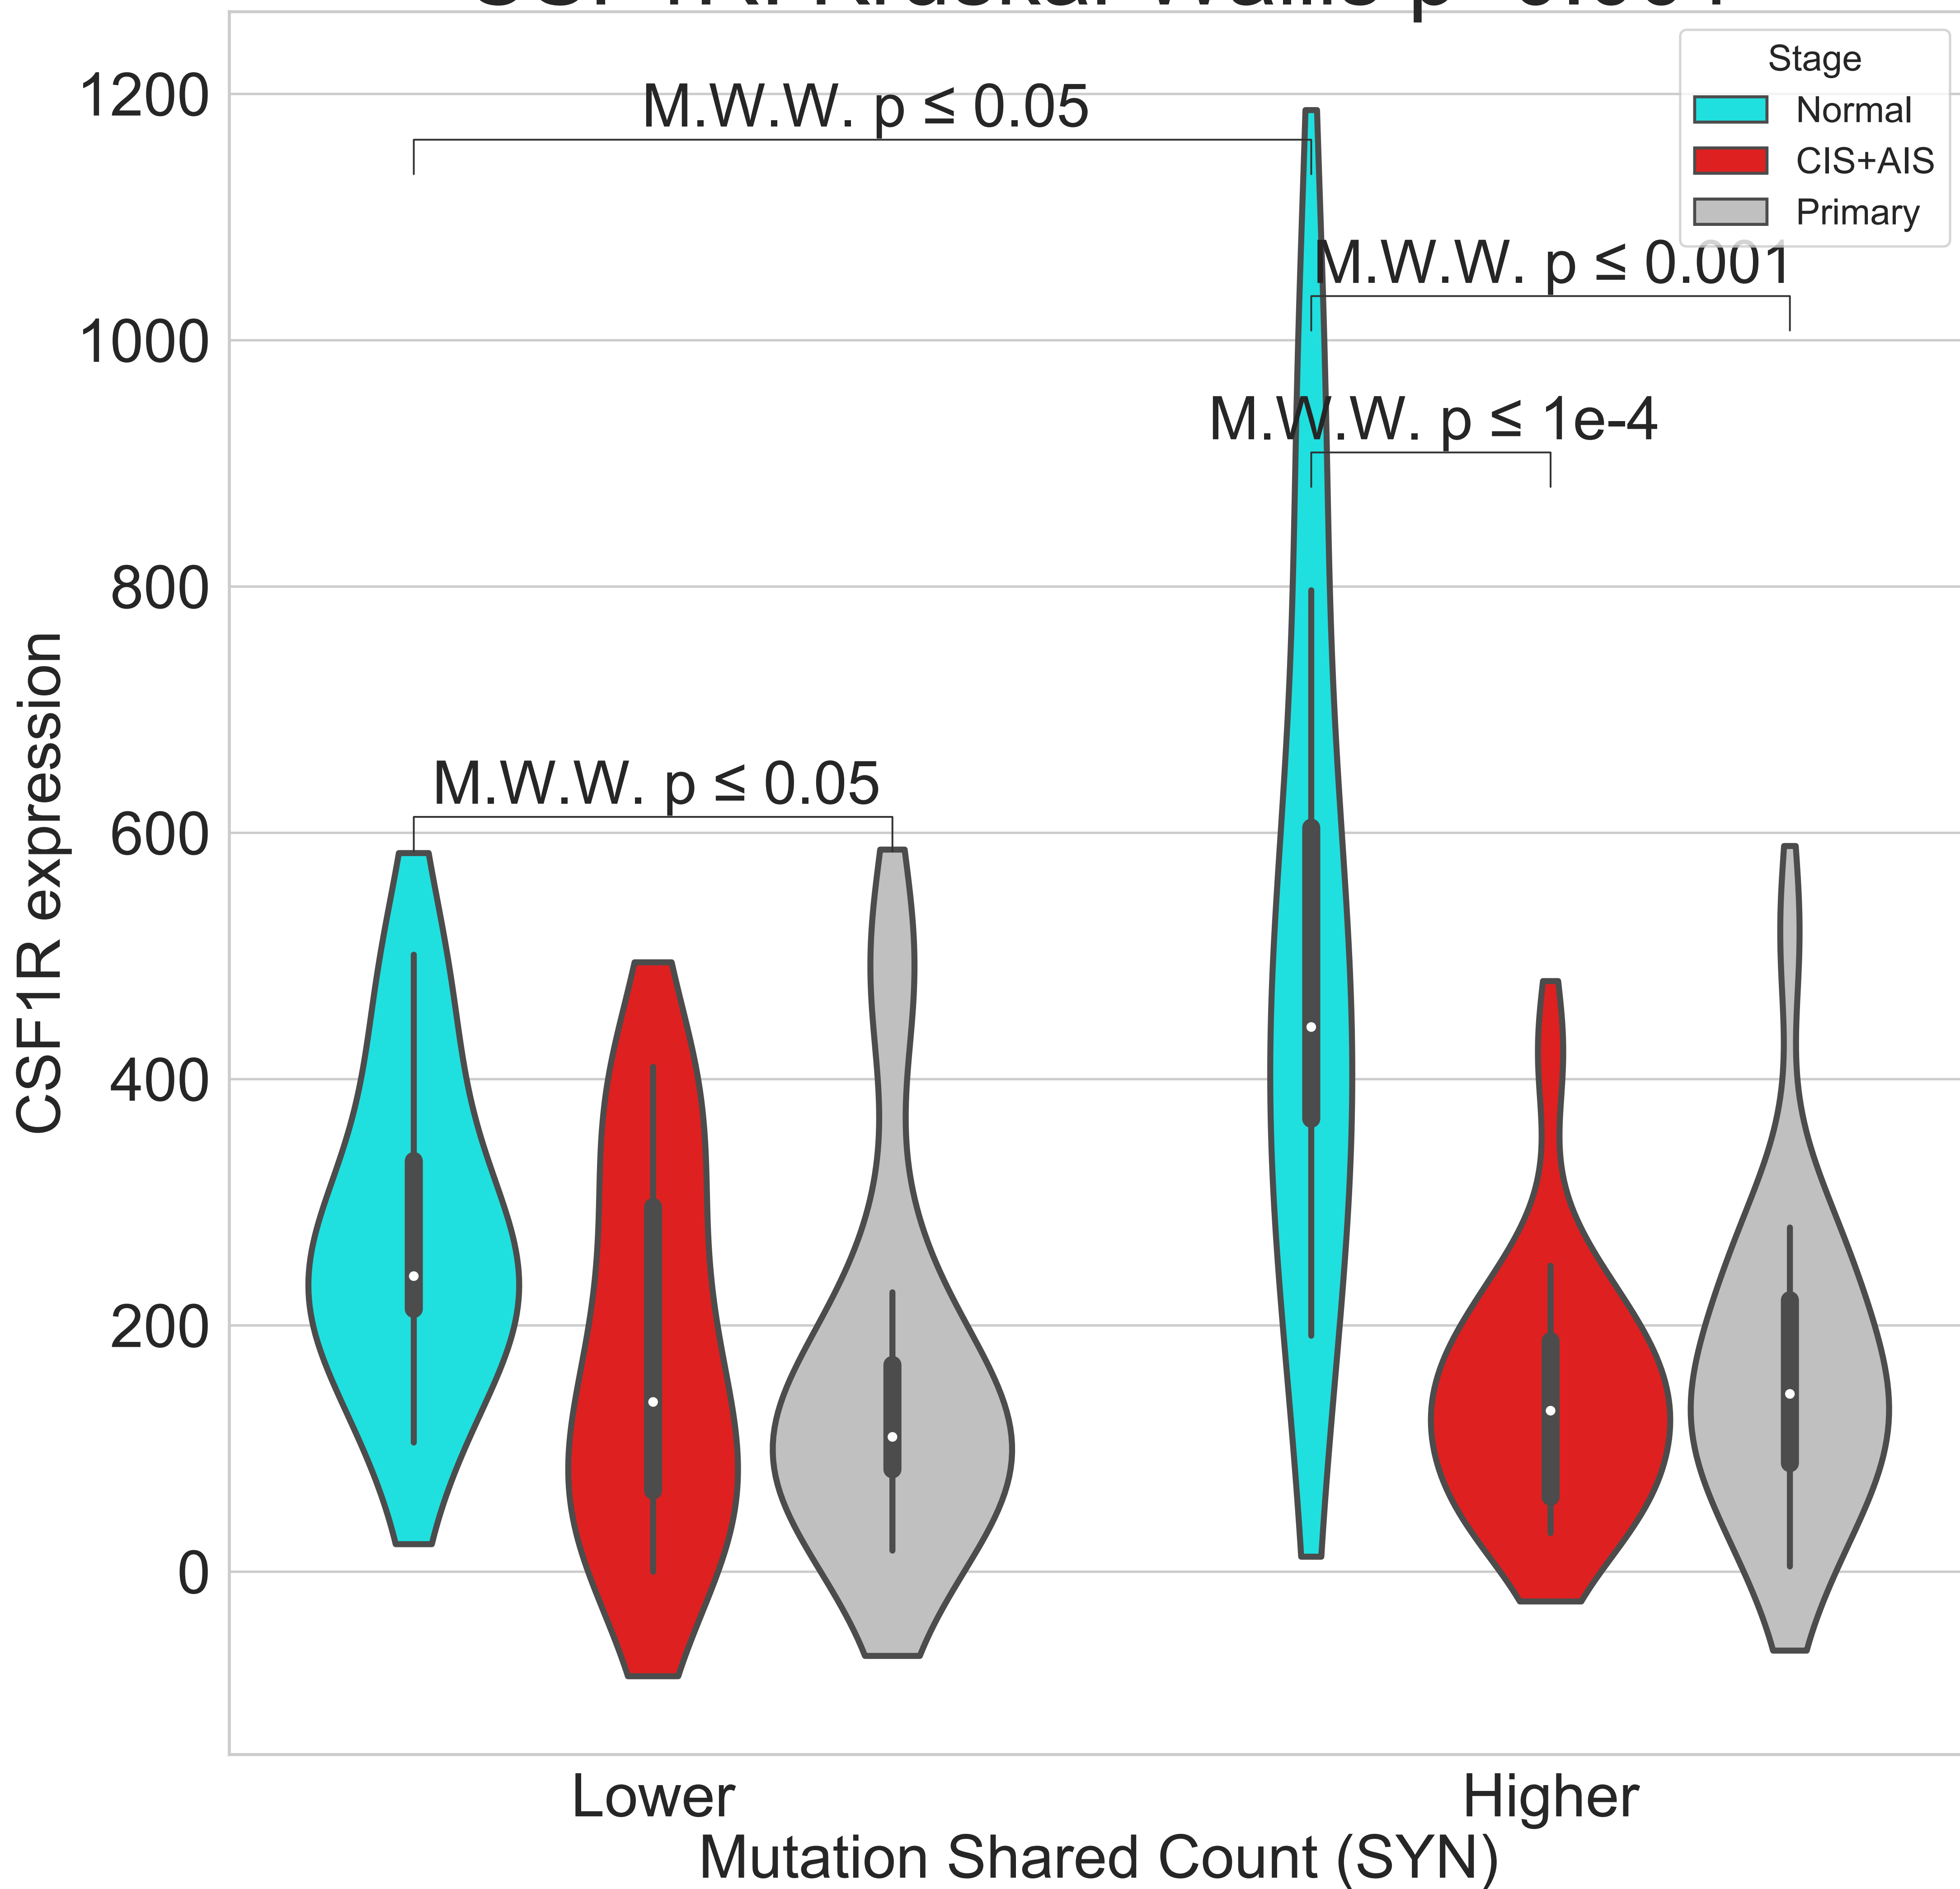 1200
1000
800
600
400
200
0
CSF1R expression
M.W.W. p ≤ 0.05
M.W.W. p ≤ 0.001
M.W.W. p ≤ 1e-4
M.W.W. p ≤ 0.05
Stage
Normal
CIS+AIS
Primary
Lower
Higher
Mutation Shared Count (SYN)